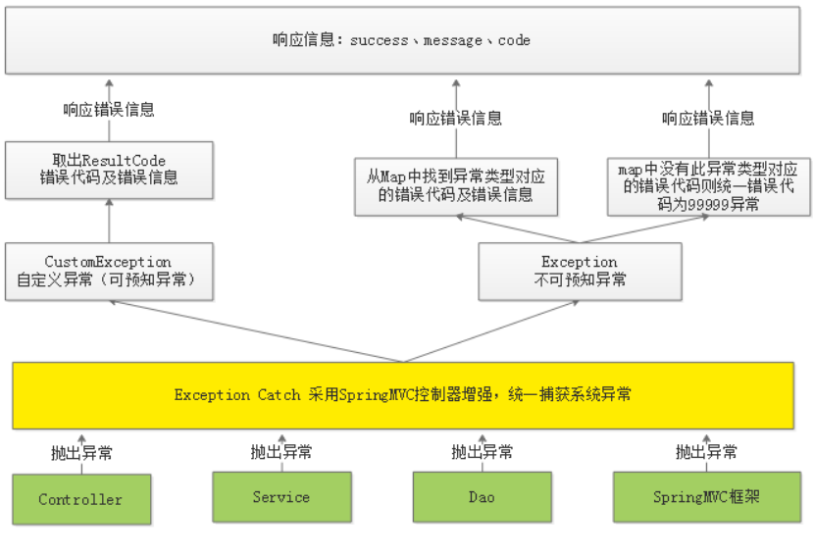 响应信息：success、message、code
响应错误信息
响应错误信息
响应错误信息
取出ResultCode
错误代码及错误信息
从Map中找到异常类型对应
的错误代码及错误信息
map中没有此异常类型对应
的错误代码则统一错误代
码为99999异常
CustomException
自定义异常（可预知异常）
Exception
不可预知异常
Exception Catch 采用SpringMVC控制器增强，统一捕获系统异常
抛出异常
抛出异常
抛出异常
抛出异常
Controller
Service
Dao
SpringMVC框架